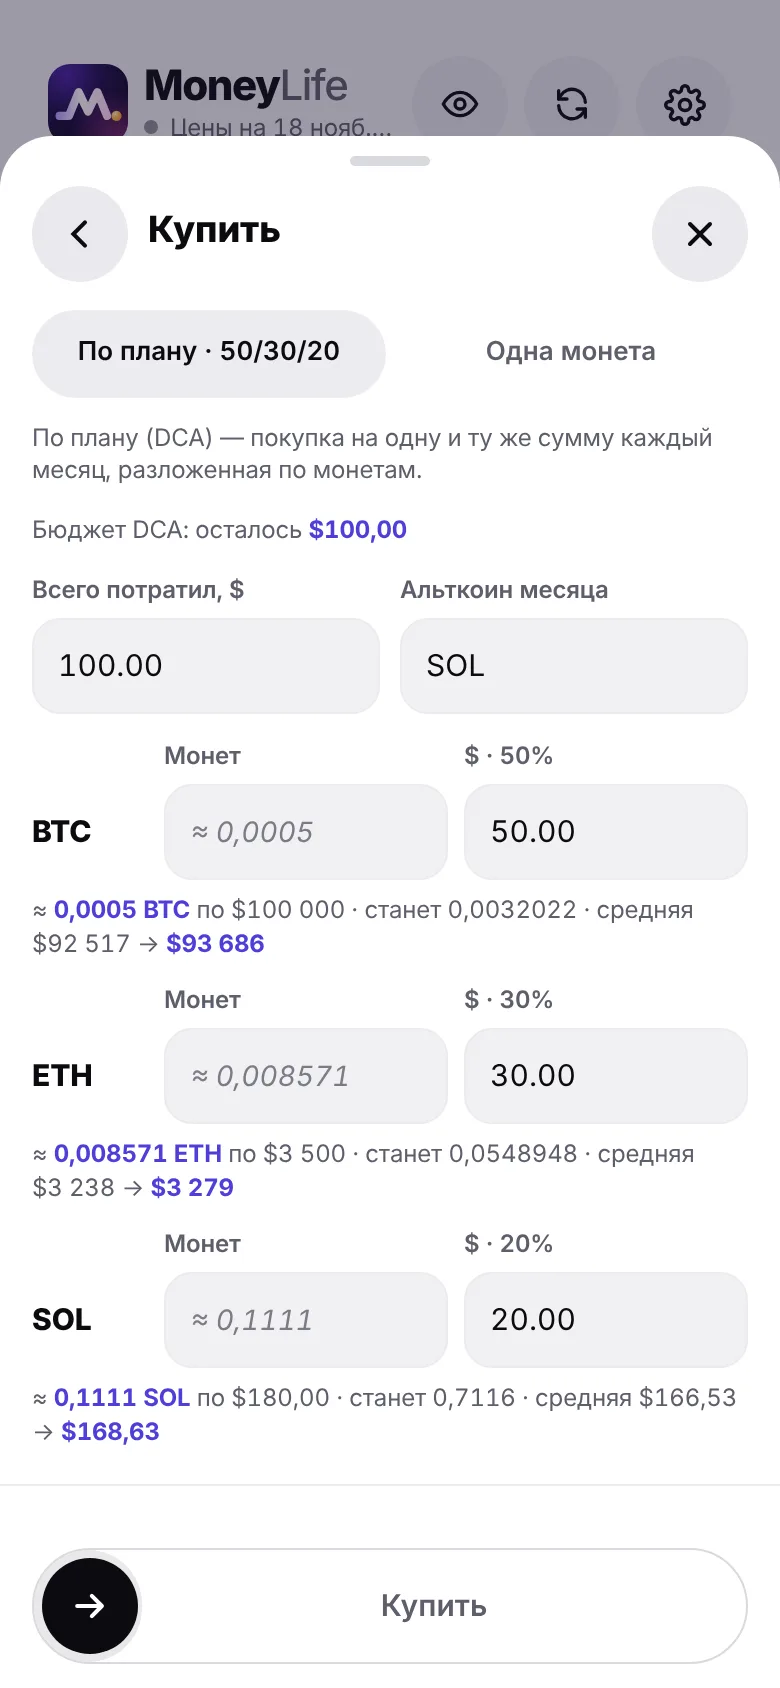 MoneyLife
Цены на 18 нояб....
Купить
По плану · 50/30/20
Одна монета
По плану (DCA) — покупка на одну и ту же сумму каждый
месяц, разложенная по монетам.
Бюджет DCA: осталось $100,00
Всего потратил, $
Альткоин месяца
100.00
SOL
Монет
$ · 50%
BTC
≈ 0,0005
50.00
≈ 0,0005 BTC по $100 000 · станет 0,0032022 · средняя
$92 517 → $93 686
Монет
$ · 30%
ETH
≈ 0,008571
30.00
≈ 0,008571 ETH по $3 500 · станет 0,0548948 · средняя
$3 238 → $3 279
Монет
$ · 20%
SOL
≈ 0,1111
20.00
≈ 0,1111 SOL по $180,00 · станет 0,7116 · средняя $166,53
→ $168,63
Купить